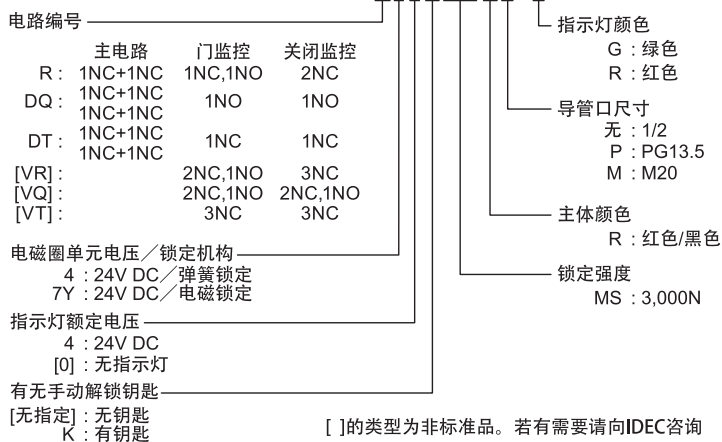 电路编号
主电路 门监控 关闭监控
R : 1NC+1NC 1NC,1NO 2NC
DQ : 1NC+1NC 1NO 1NO
1NC+1NC
DT : 1NC+1NC 1NC 1NC
1NC+1NC
[VR] : 2NC,1NO 3NC
[VQ] : 2NC,1NO 2NC,1NO
[VT] : 3NC 3NC
电磁圈单元电压／锁定机构
4 : 24V DC／弹簧锁定
7Y : 24V DC／电磁锁定
指示灯额定电压
4 : 24V DC
[0] : 无指示灯
有无手动解锁钥匙
[无指定] : 无钥匙
K : 有钥匙
指示灯颜色
G : 绿色
R : 红色
导管口尺寸
无 : 1/2
P : PG13.5
M : M20
主体颜色
R : 红色/黑色
锁定强度
MS : 3,000N
[ ]的类型为非标准品。若有需要请向IDEC咨询